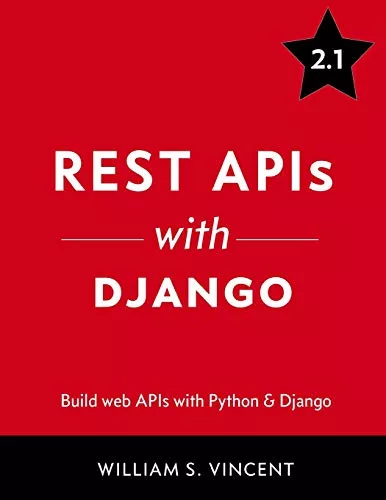 2.1
REST APIs
with
DJANGO
Build web APIs with Python & Django
WILLIAM S. VINCENT